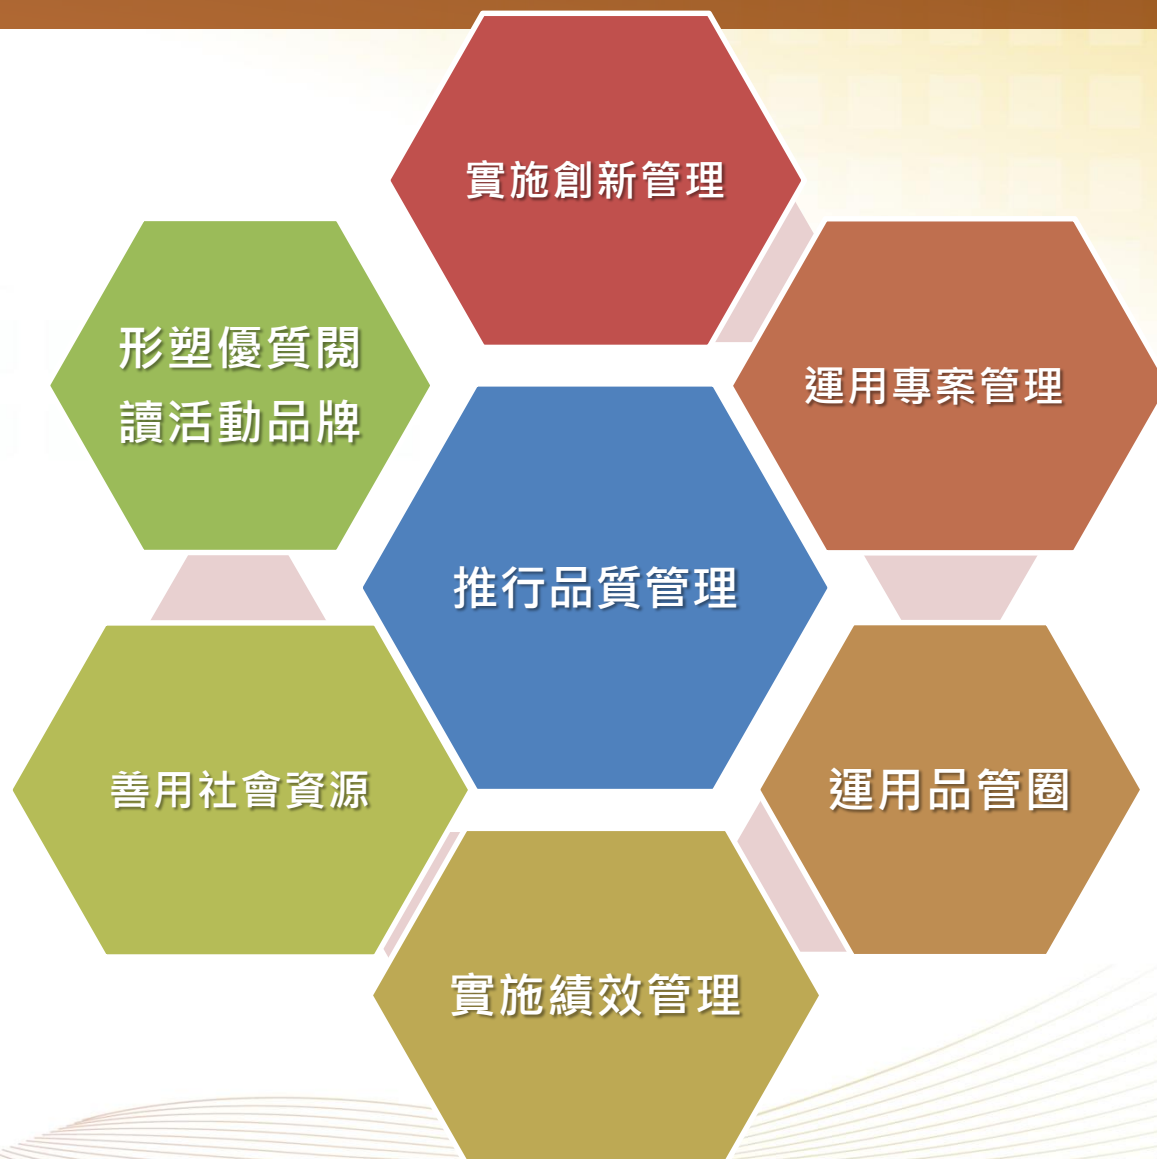 實施創新管理
形塑優質閱
讀活動品牌
運用專案管理
推行品質管理
善用社會資源
運用品管圈
實施績效管理